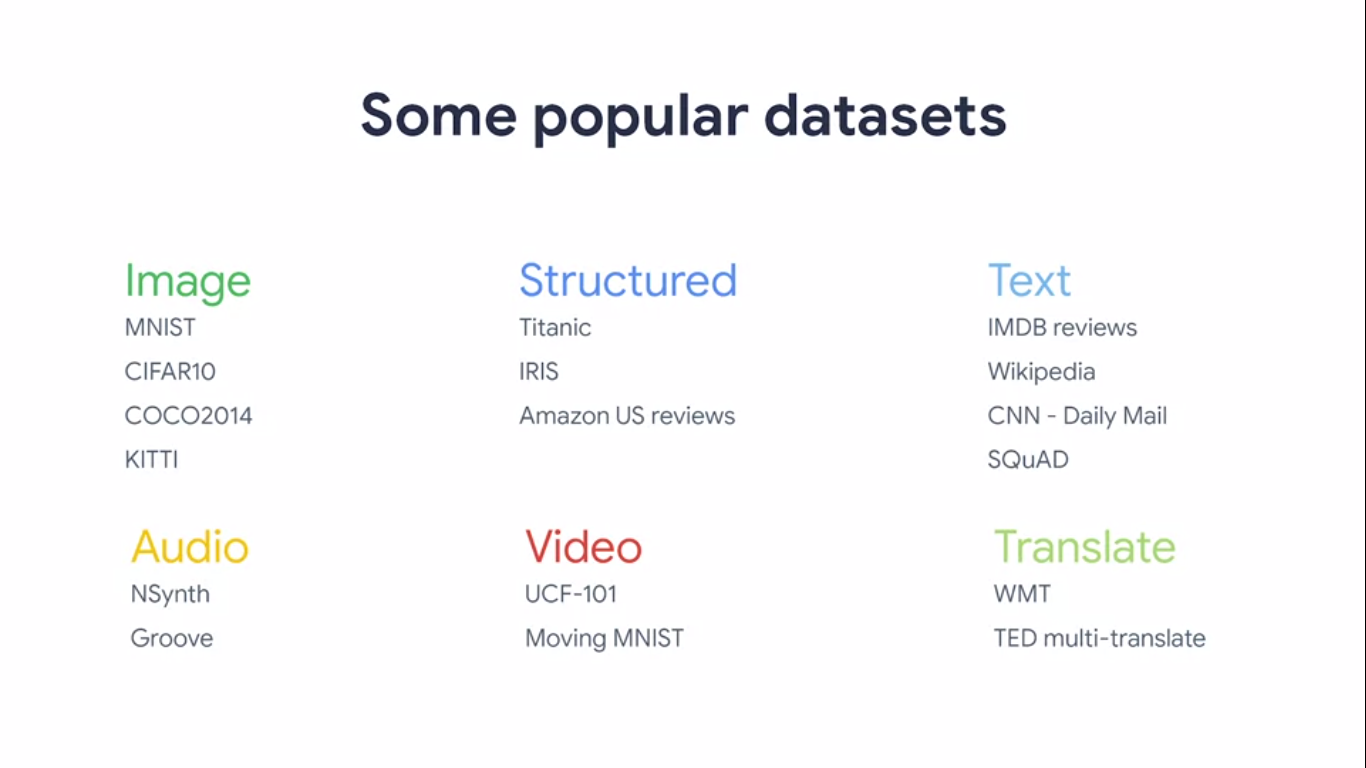 Some popular datasets
Image
MNIST
CIFAR10
COCO2014
KITTI
Structured
Titanic
IRIS
Amazon US reviews
Text
IMDB reviews
Wikipedia
CNN - Daily Mail
SQuAD
Audio
NSynth
Groove
Video
UCF-101
Moving MNIST
Translate
WMT
TED multi-translate